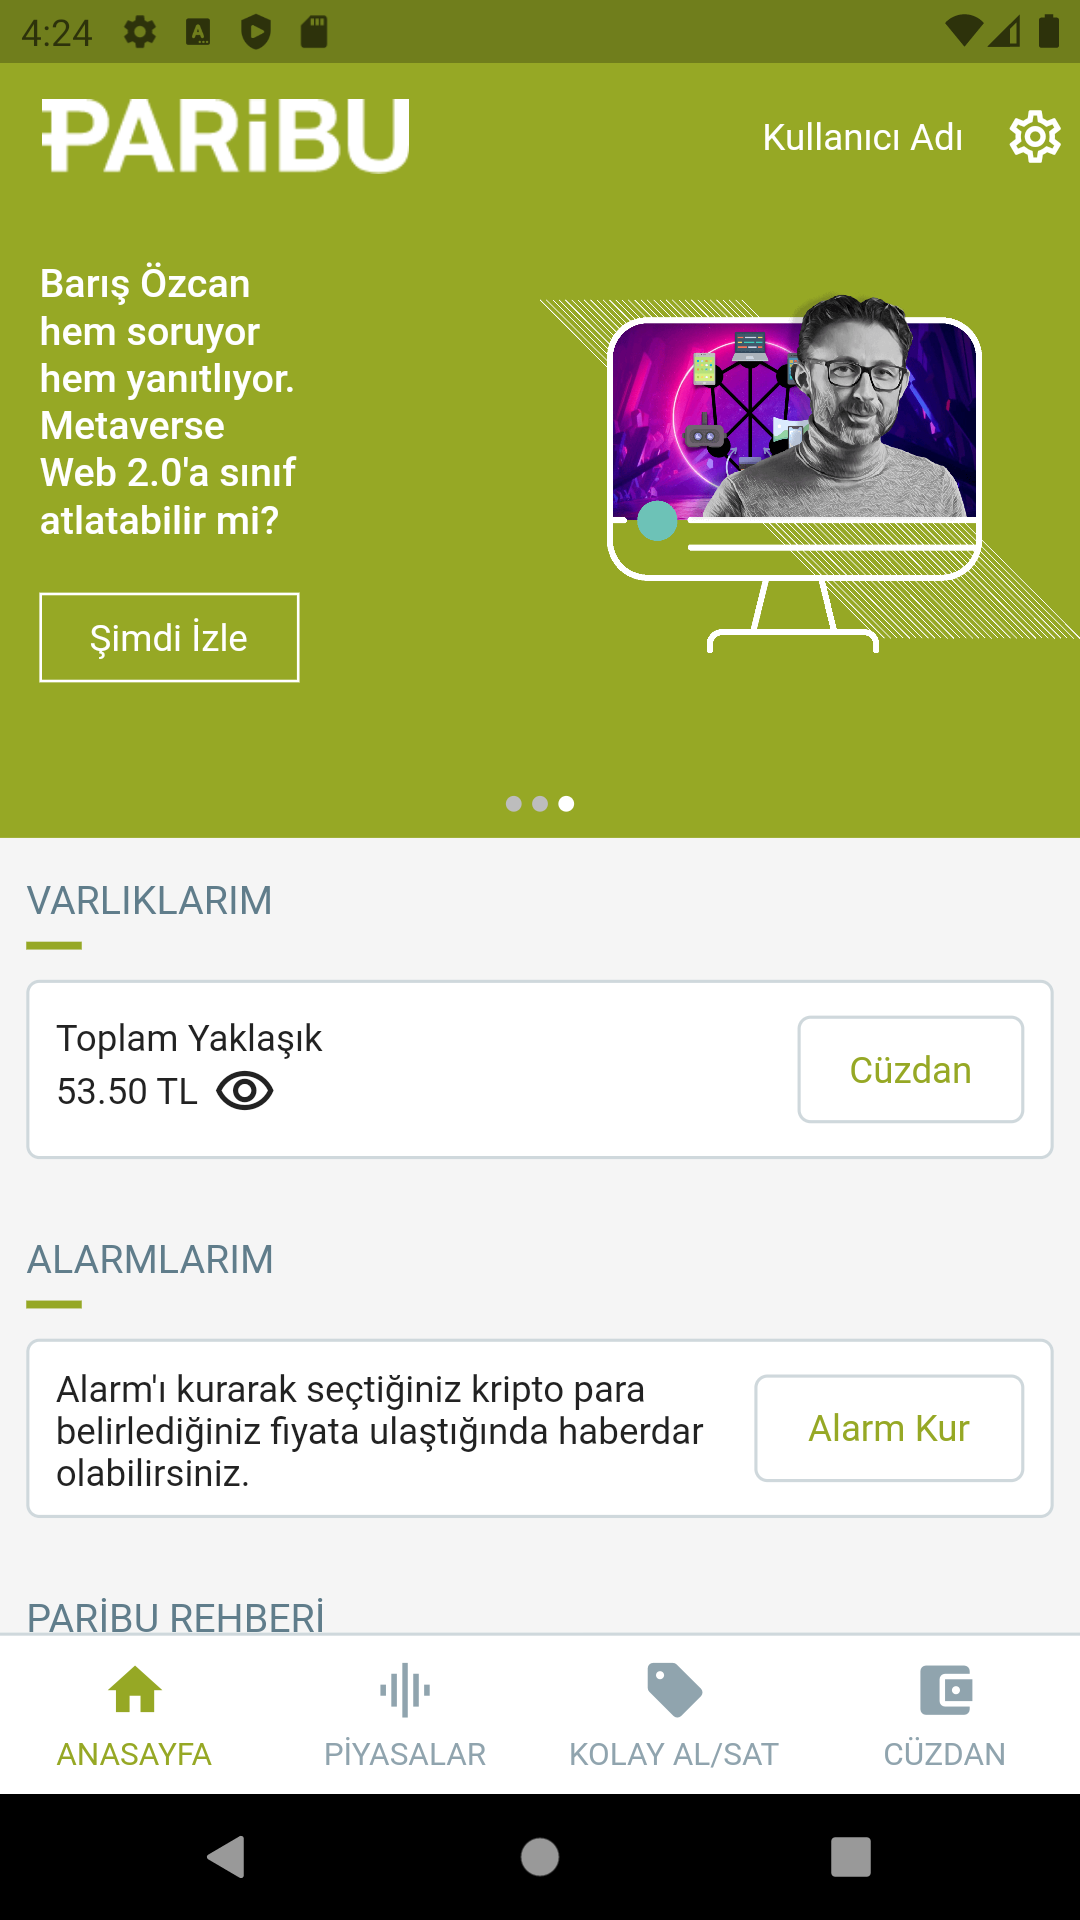 4:24
PARiBU
Kullanıcı Adı
Barış Özcan
hem soruyor
hem yanıtlıyor.
Metaverse
Web 2.0'a sınıf
atlatabilir mi?
Şimdi İzle
VARLIKLARIM
Toplam Yaklaşık
53.50 TL
Cüzdan
ALARMLARIM
Alarm'ı kurarak seçtiğiniz kripto para
belirlediğiniz fiyata ulaştığında haberdar
olabilirsiniz.
Alarm Kur
PARİBU REHBERİ
ANASAYFA
PİYASALAR
KOLAY AL/SAT
CÜZDAN